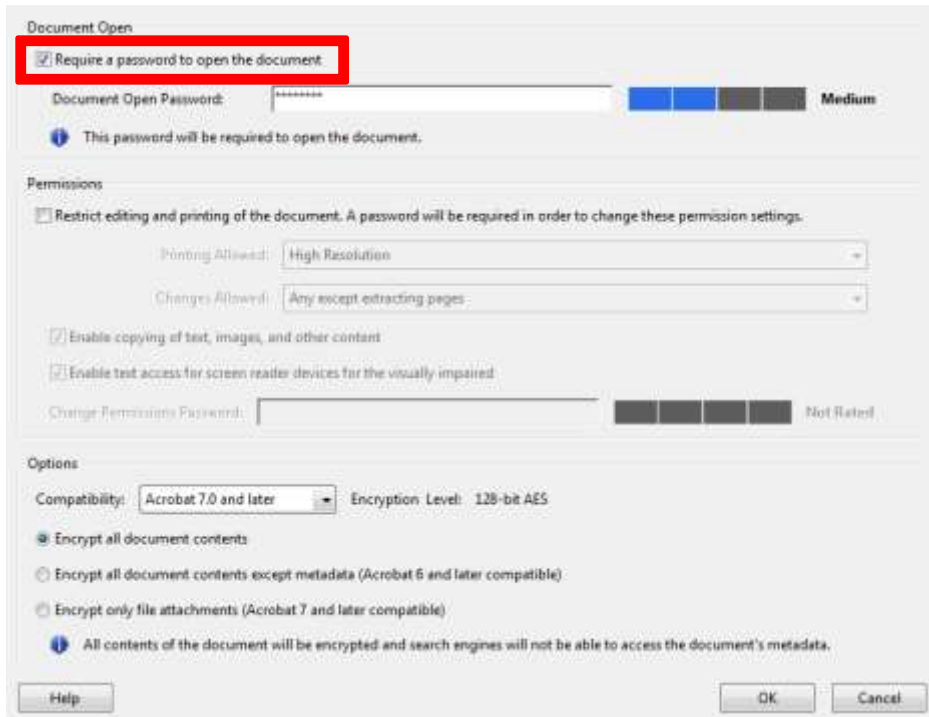 Document Open
Require a password to open the document
Document Open Password: ******** Medium
This password will be required to open the document.
Permissions
Restrict editing and printing of the document. A password will be required in order to change these permission settings.
Printing Allowed: High Resolution
Changes Allowed: Any except extracting pages
Enable copying of text, images, and other content
Enable text access for screen reader devices for the visually impaired
Change Permissions Password: Not Rated
Options
Compatibility: Acrobat 7.0 and later Encryption Level: 128-bit AES
Encrypt all document contents
Encrypt all document contents except metadata (Acrobat 6 and later compatible)
Encrypt only file attachments (Acrobat 7 and later compatible)
All contents of the document will be encrypted and search engines will not be able to access the document's metadata.
Help OK Cancel